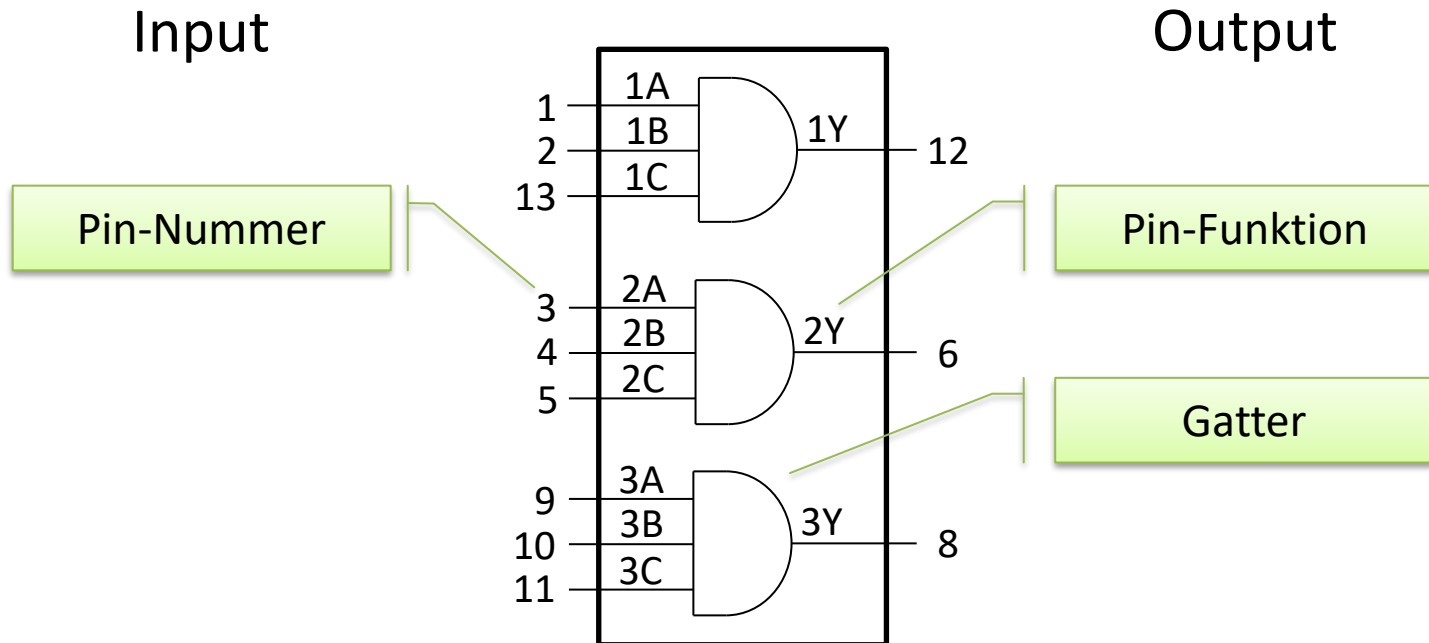 Input
Output
1
1A
2
1B
13
1C
1Y
12
Pin-Nummer
Pin-Funktion
3
2A
4
2B
5
2C
2Y
6
Gatter
9
3A
10
3B
11
3C
3Y
8